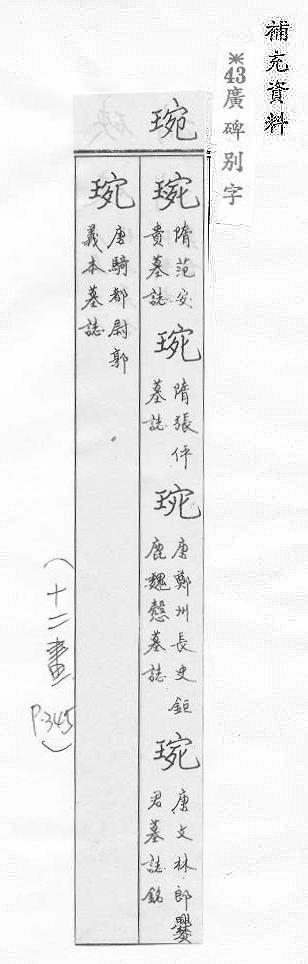 補充資料
※43廣碑別字
琬
琬
隋范安
貴墓誌
琬
隋張伻
墓誌
琬
唐鄭州長史鉅
鹿魏愨墓誌
琬
唐文林郎爨
君墓誌銘
琬
唐騎都尉郭
義本墓誌
(十二畫
P.345)